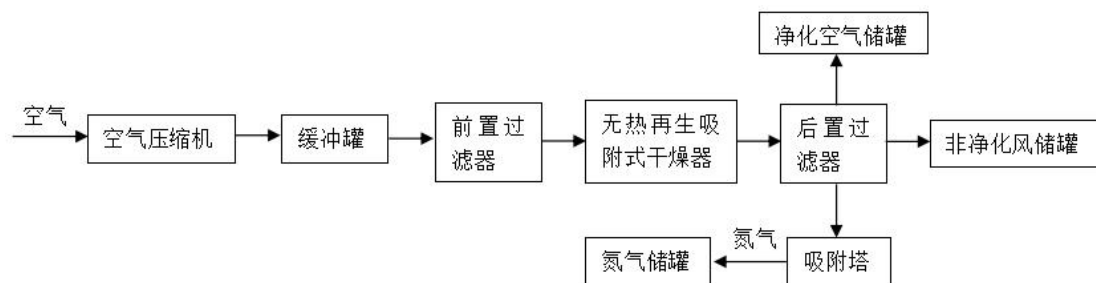 净化空气储罐
空气
空气压缩机
缓冲罐
前置过
滤器
无热再生吸
附式干燥器
后置过
滤器
非净化风储罐
氮气储罐
氮气
吸附塔